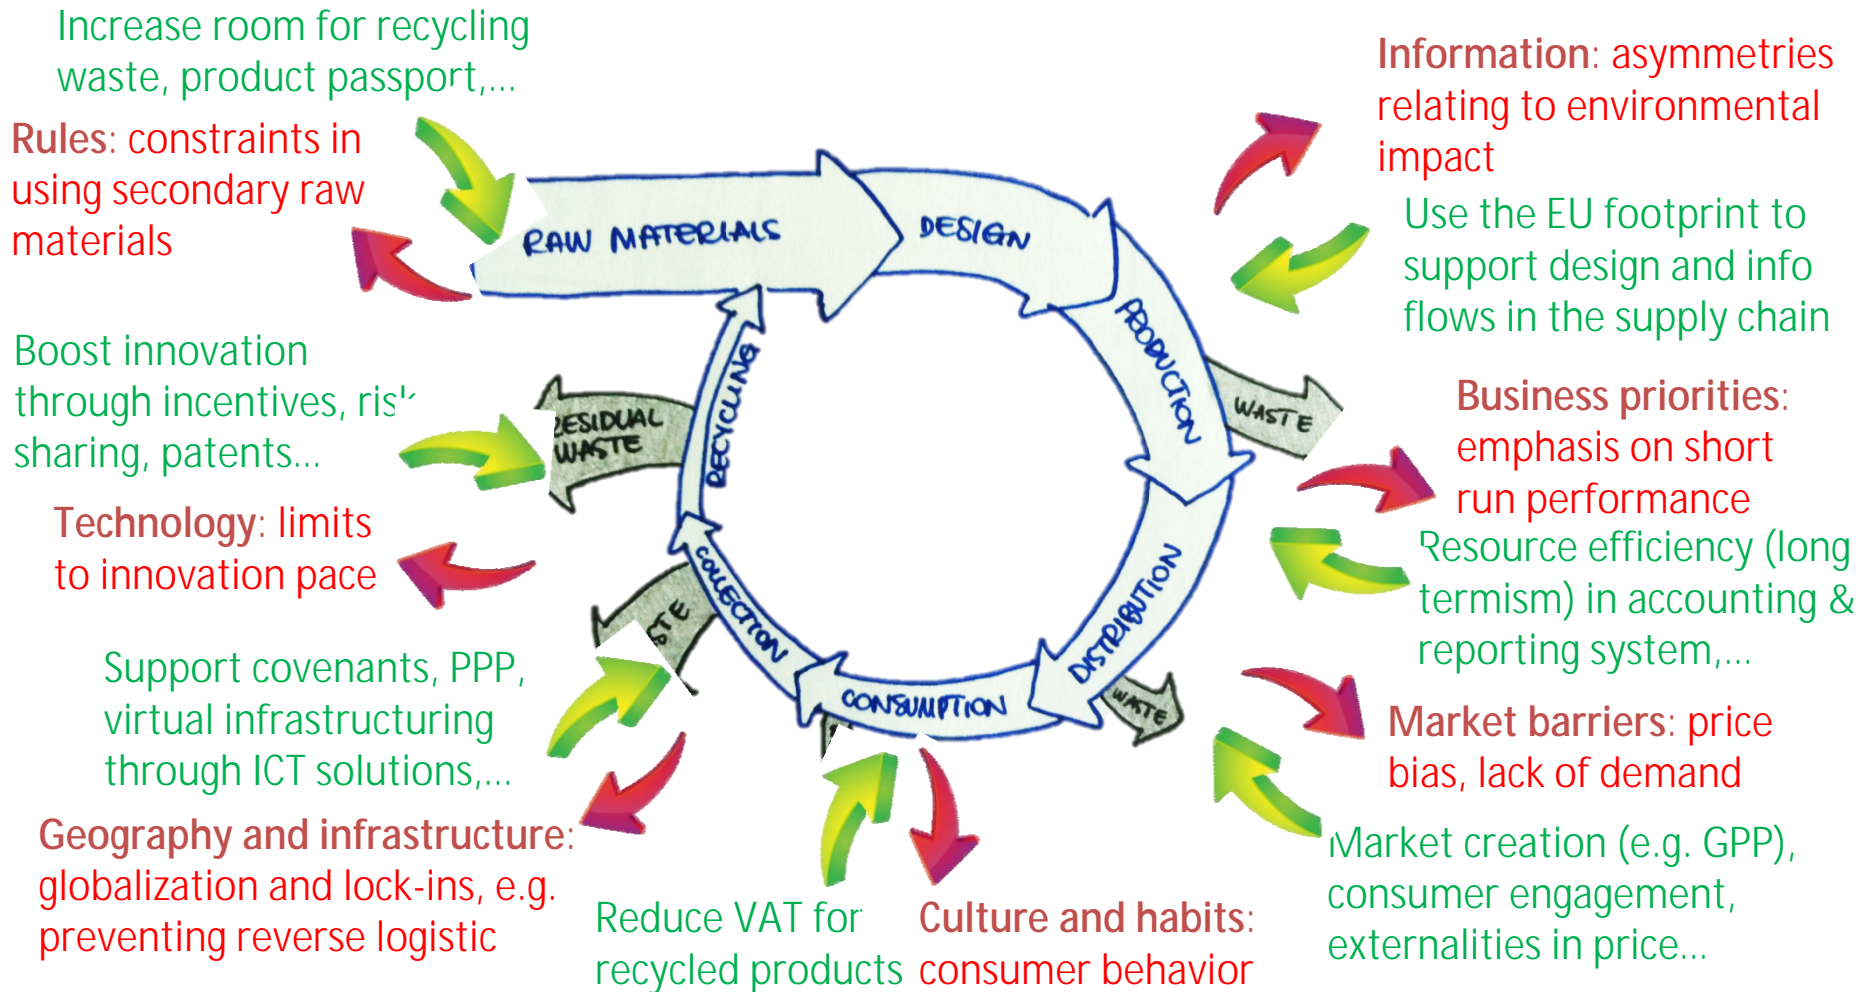 Increase room for recycling
waste, product passport,...
Rules: constraints in
using secondary raw
materials
Boost innovation
through incentives, risk
sharing, patents...
Technology: limits
to innovation pace
Support covenants, PPP,
virtual infrastructuring
through ICT solutions,...
Geography and infrastructure:
globalization and lock-ins, e.g.
preventing reverse logistic
Reduce VAT for
recycled products
Culture and habits:
consumer behavior
Information: asymmetries
relating to environmental
impact
Use the EU footprint to
support design and info
flows in the supply chain
Business priorities:
emphasis on short
run performance
Resource efficiency (long
termism) in accounting &
reporting system,...
Market barriers: price
bias, lack of demand
Market creation (e.g. GPP),
consumer engagement,
externalities in price...
RAW MATERIALS
DESIGN
PRODUCTION
WASTE
DISTRIBUTION
WASTE
CONSUMPTION
COLLECTION
RECYCLING
RESIDUAL
WASTE